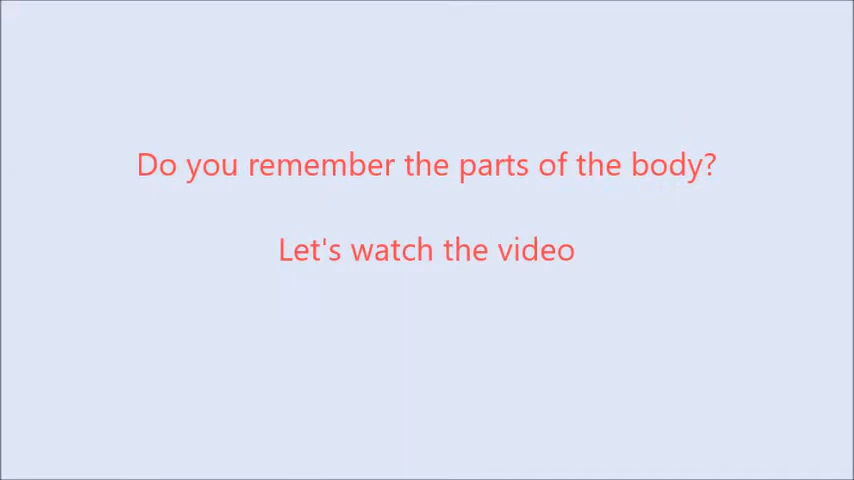 Do you remember the parts of the body?
Let's watch the video